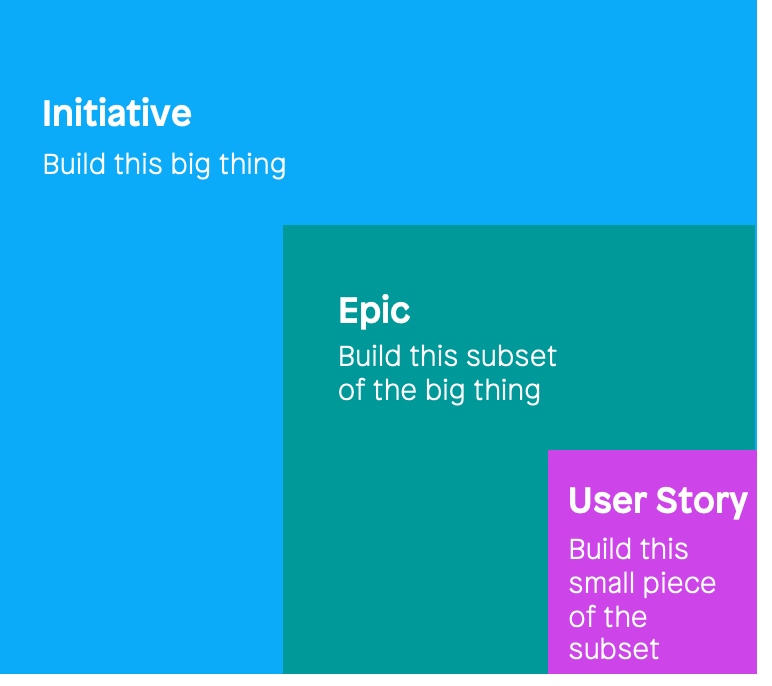 Initiative
Build this big thing
Epic
Build this subset
of the big thing
User Story
Build this
small piece
of the
subset